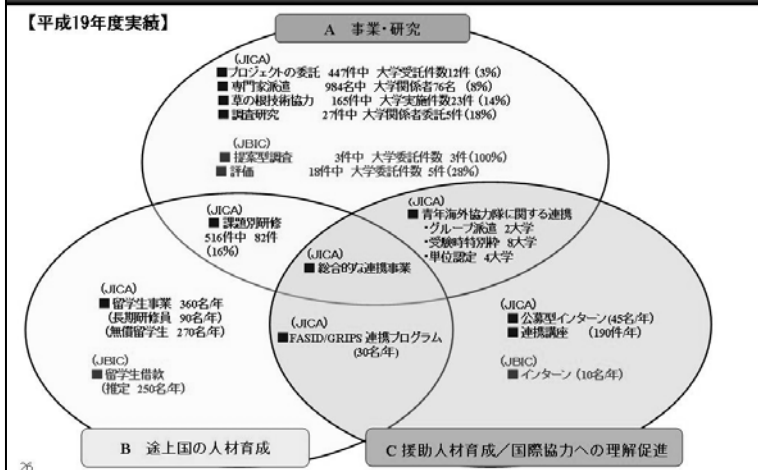 【平成19年度実績】
A 事業・研究
(JICA)
■プロジェクトの委託 447件中 大学受託件数12件 (3%)
■専門家派遣 984名中 大学関係者76名 (8%)
■草の根技術協力 165件中 大学実施件数23件 (14%)
■調査研究 27件中 大学関係者委託5件 (18%)
(JBIC)
■提案型調査 3件中 大学委託件数 3件 (100%)
■評価 18件中 大学委託件数 5件 (28%)
(JICA)
■課題別研修
516件中 82件
(16%)
(JICA)
■青年海外協力隊に関する連携
・グループ派遣 2大学
・受験時特別枠 8大学
・単位認定 4大学
(JICA)
■総合的な連携事業
(JICA)
■留学生事業 360名/年
(長期研修員 90名/年)
(無償留学生 270名/年)
(JBIC)
■留学生借款
(推定 250名/年)
(JICA)
■FASID/GRIPS 連携プログラム
(30名/年)
(JICA)
■公募型インターン(45名/年)
■連携講座 (190件/年)
(JBIC)
■インターン (10名/年)
B 途上国の人材育成
C 援助人材育成/国際協力への理解促進
26